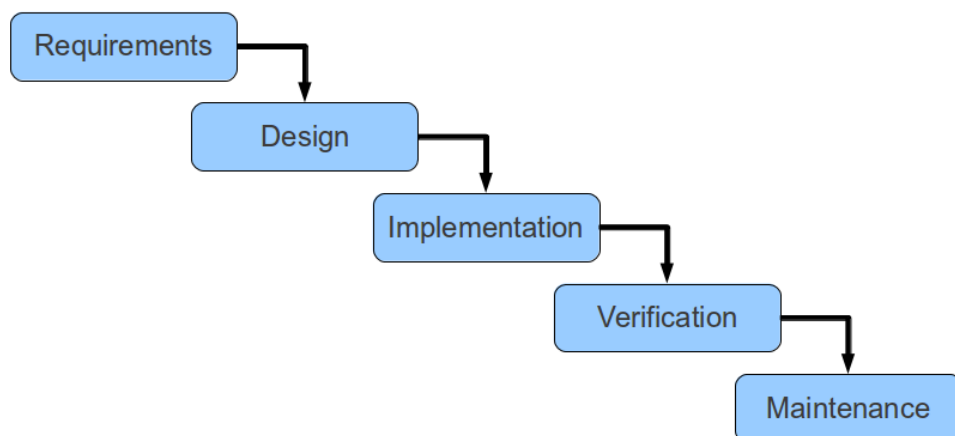 Requirements
Design
Implementation
Verification
Maintenance